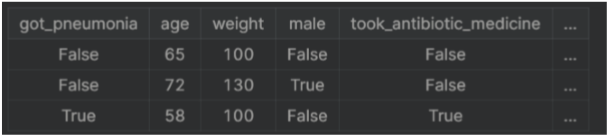 got_pneumonia age weight male took_antibiotic_medicine ...
False 65 100 False False ...
False 72 130 True False ...
True 58 100 False True ...